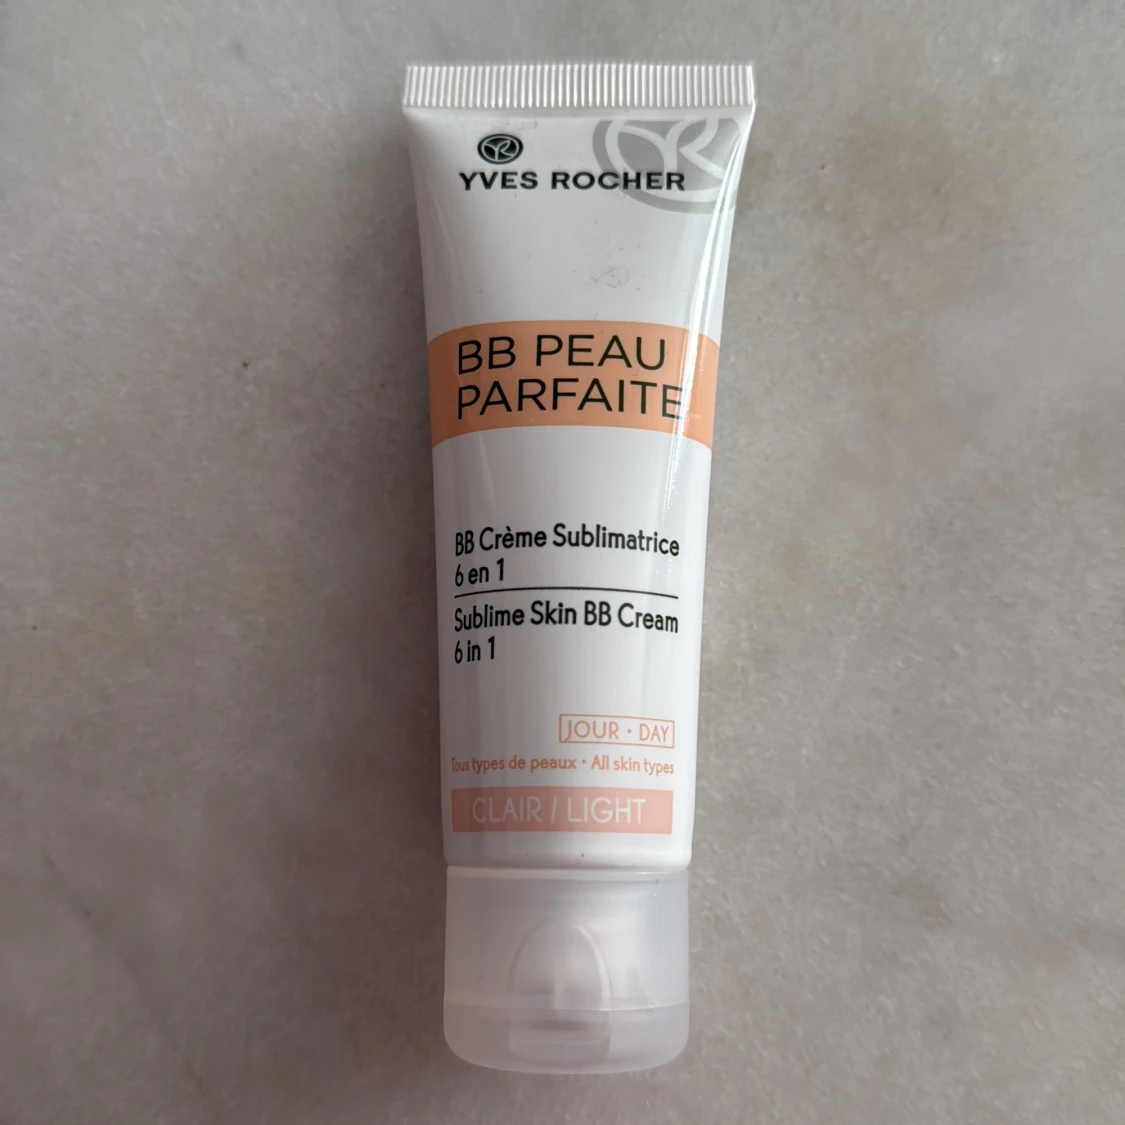 YVES ROCHER
BB PEAU
PARFAITE
BB Crème Sublimatrice
6 en 1
Sublime Skin BB Cream
6 in 1
JOUR • DAY
Tous types de peaux • All skin types
CLAIR / LIGHT